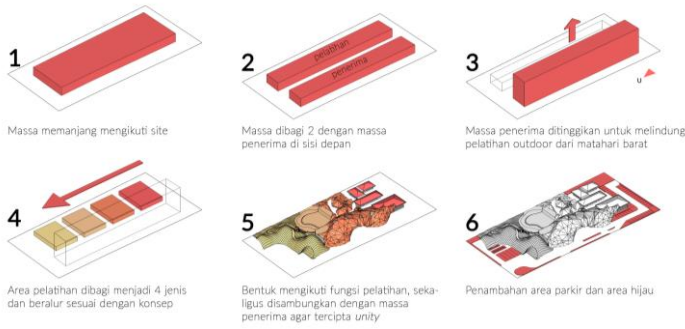 1
Massa memanjang mengikuti site
2
pelatihan
penerima
Massa dibagi 2 dengan massa
penerima di sisi depan
3
u
Massa penerima ditinggikan untuk melindung
pelatihan outdoor dari matahari barat
4
Area pelatihan dibagi menjadi 4 jenis
dan beralur sesuai dengan konsep
5
Bentuk mengikuti fungsi pelatihan, seka-
ligus disambungkan dengan massa
penerima agar tercipta unity
6
Penambahan area parkir dan area hijau